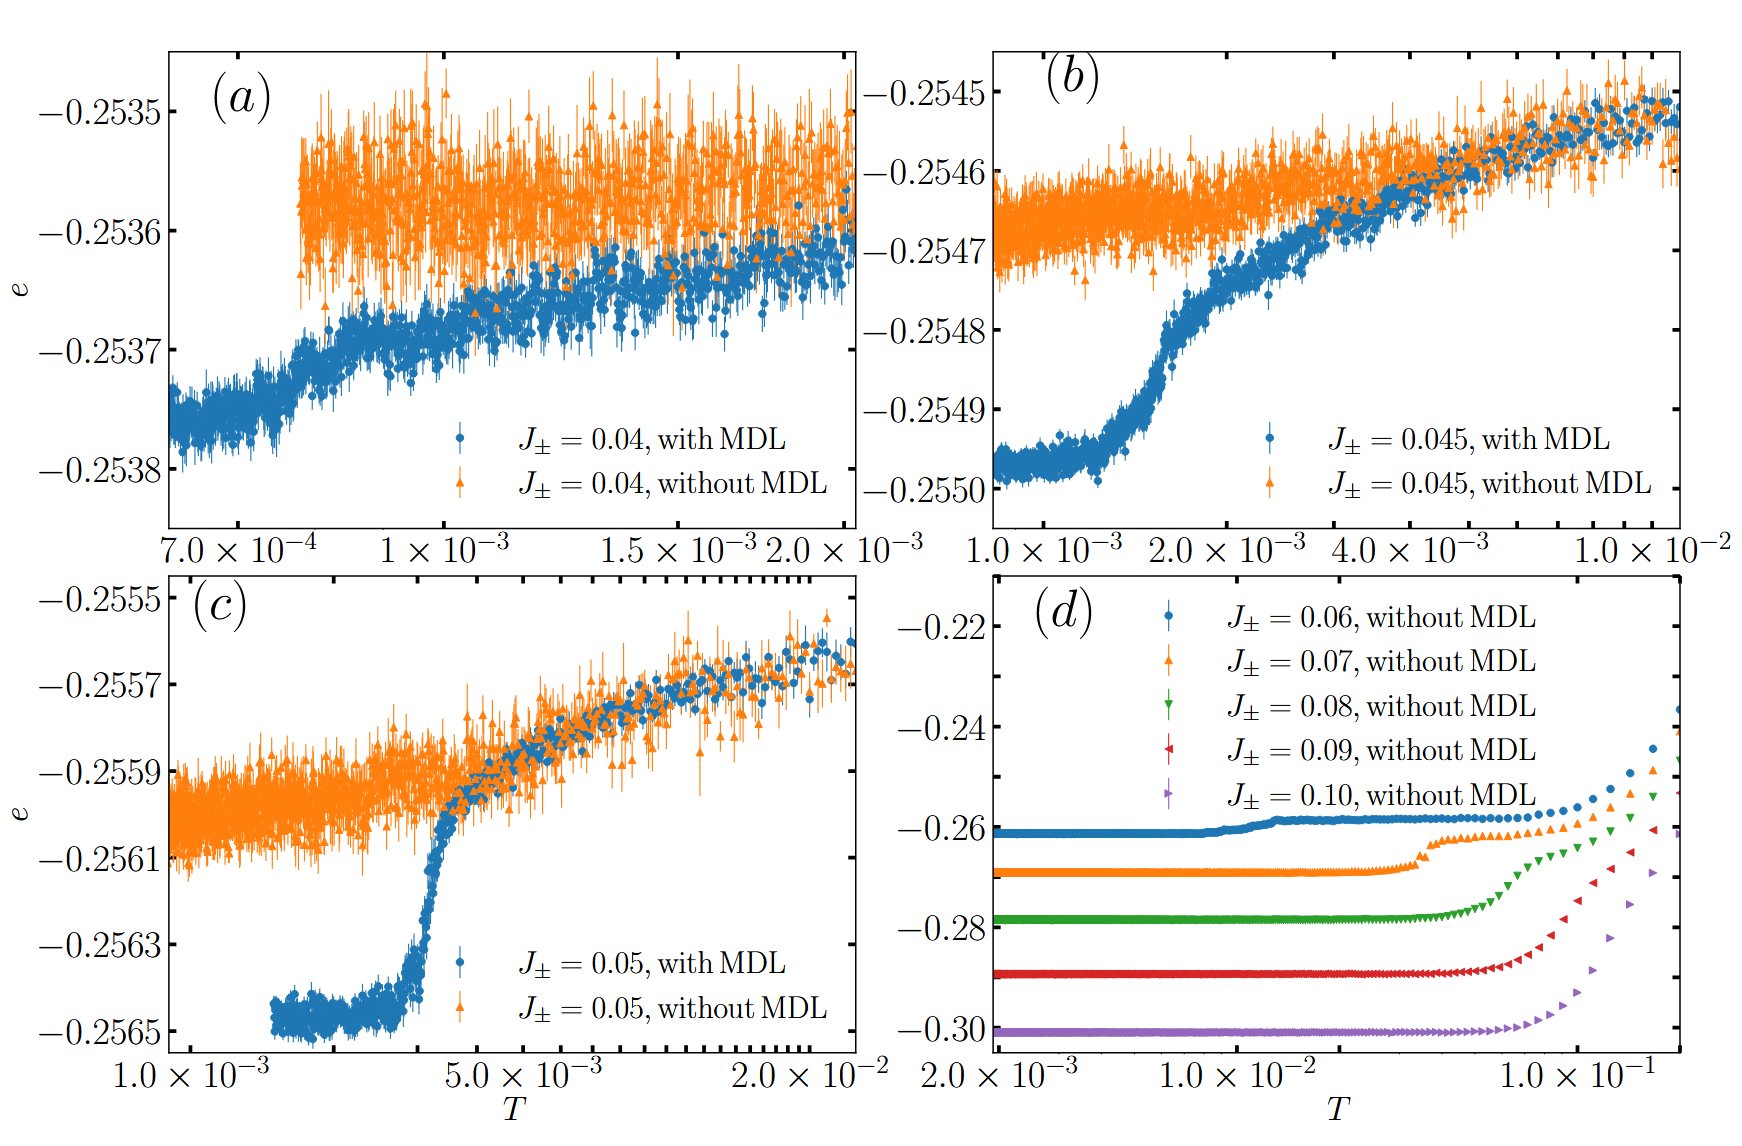 (a)
−0.2535
−0.2536
−0.2537
−0.2538
e
J± = 0.04, with MDL
J± = 0.04, without MDL
7.0 × 10⁻⁴ 1 × 10⁻³ 1.5 × 10⁻³ 2.0 × 10⁻³
(b)
−0.2545
−0.2546
−0.2547
−0.2548
−0.2549
−0.2550
J± = 0.045, with MDL
J± = 0.045, without MDL
1.0 × 10⁻³ 2.0 × 10⁻³ 4.0 × 10⁻³ 1.0 × 10⁻²
(c)
−0.2555
−0.2557
−0.2559
−0.2561
−0.2563
−0.2565
e
J± = 0.05, with MDL
J± = 0.05, without MDL
1.0 × 10⁻³ 5.0 × 10⁻³ 2.0 × 10⁻²
T
(d)
−0.22
−0.24
−0.26
−0.28
−0.30
J± = 0.06, without MDL
J± = 0.07, without MDL
J± = 0.08, without MDL
J± = 0.09, without MDL
J± = 0.10, without MDL
2.0 × 10⁻³ 1.0 × 10⁻² 1.0 × 10⁻¹
T